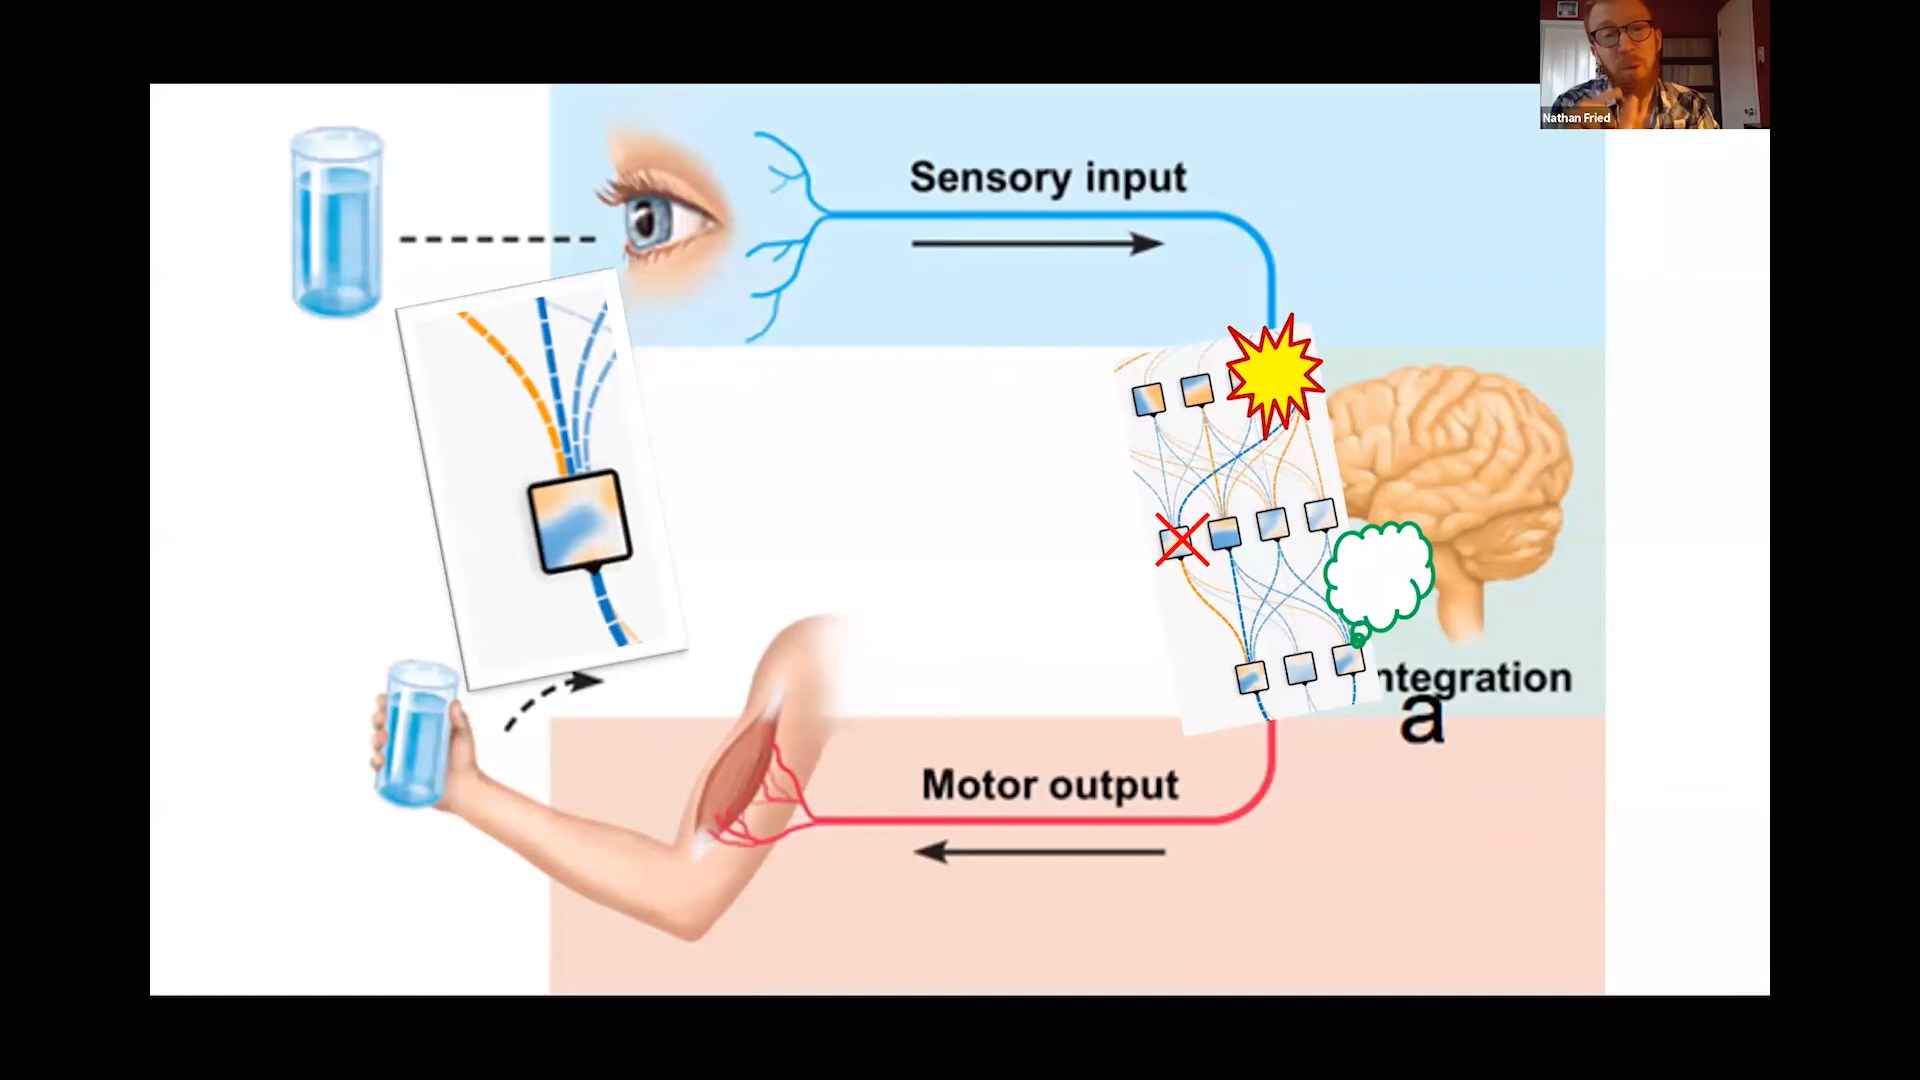 Nathan Fried
Sensory input
ntegration
a
Motor output